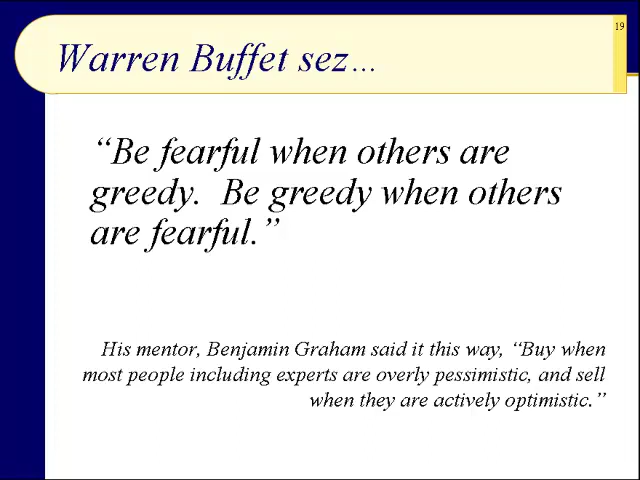 19
Warren Buffet sez…
“Be fearful when others are
greedy.  Be greedy when others
are fearful.”
His mentor, Benjamin Graham said it this way, “Buy when
most people including experts are overly pessimistic, and sell
when they are actively optimistic.”